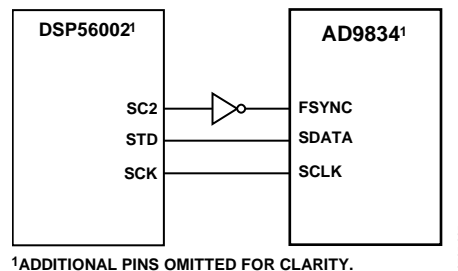 DSP56002¹
AD9834¹
SC2
FSYNC
STD
SDATA
SCK
SCLK
¹ADDITIONAL PINS OMITTED FOR CLARITY.